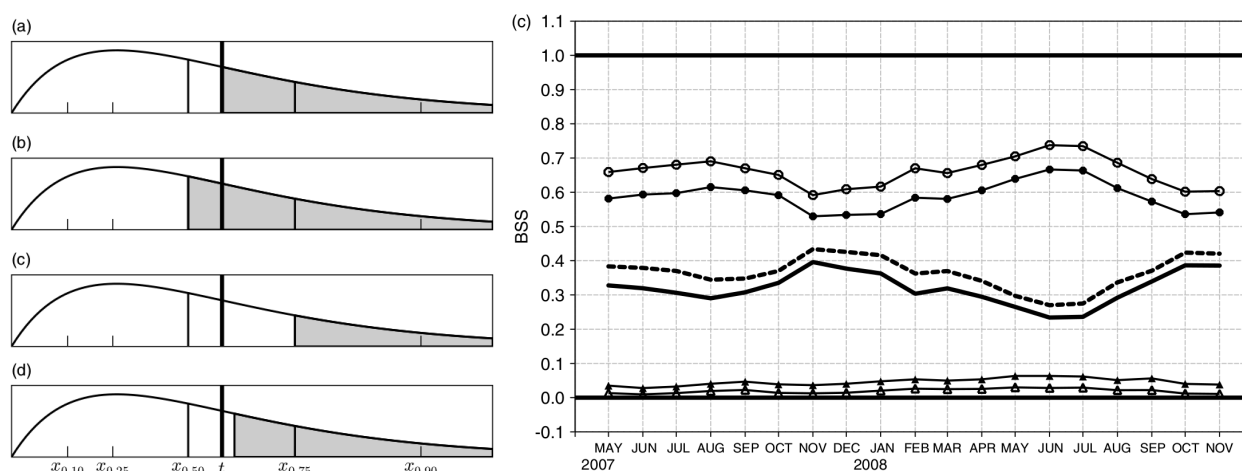 (a)
(b)
(c)
(d)
x0.10 x0.25 x0.50 t x0.75 x0.90
(c)
1.1
1.0
0.9
0.8
0.7
0.6
0.5
0.4
0.3
0.2
0.1
0.0
-0.1
BSS
MAY JUN JUL AUG SEP OCT NOV DEC JAN FEB MAR APR MAY JUN JUL AUG SEP OCT NOV
2007 2008